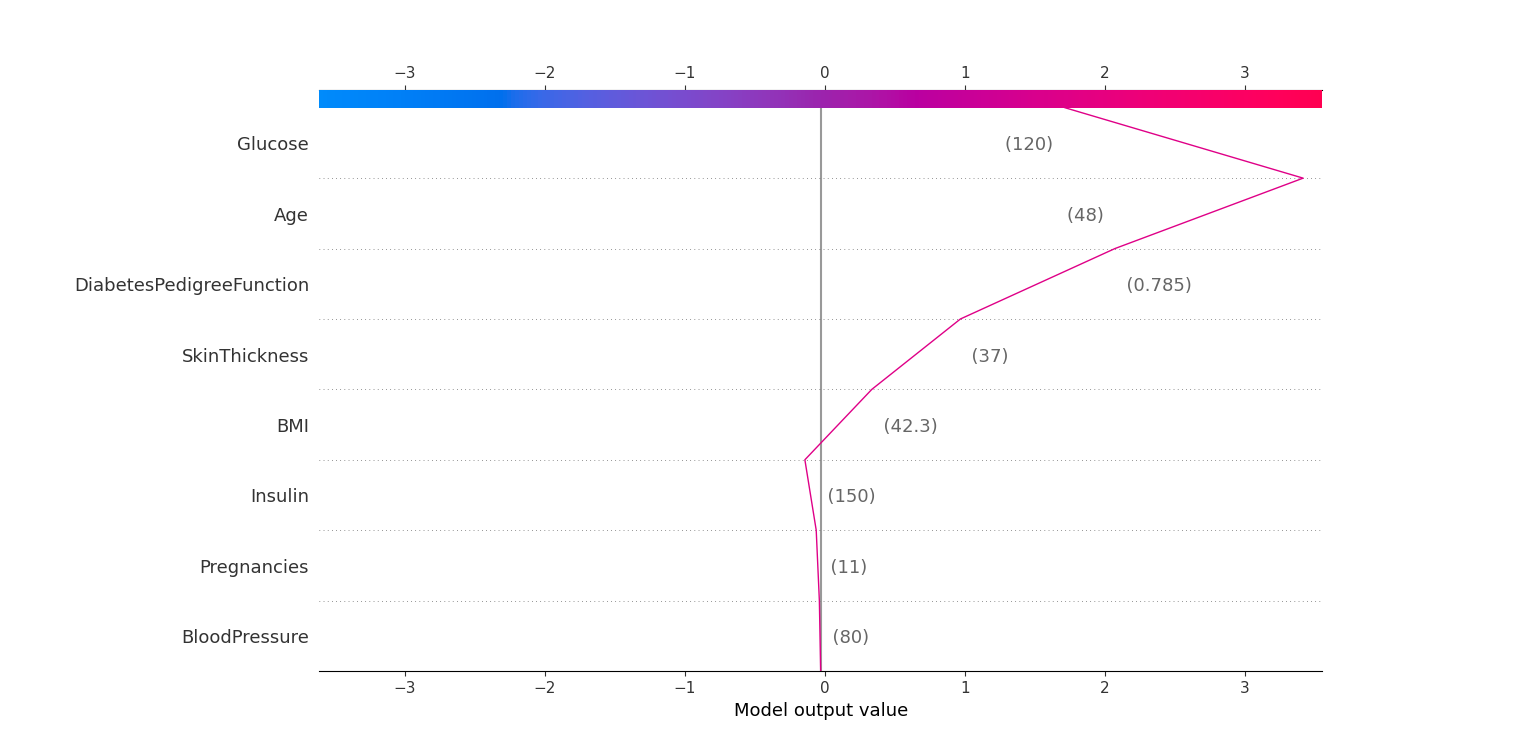 −3 −2 −1 0 1 2 3
Glucose (120)
Age (48)
DiabetesPedigreeFunction (0.785)
SkinThickness (37)
BMI (42.3)
Insulin (150)
Pregnancies (11)
BloodPressure (80)
−3 −2 −1 0 1 2 3
Model output value